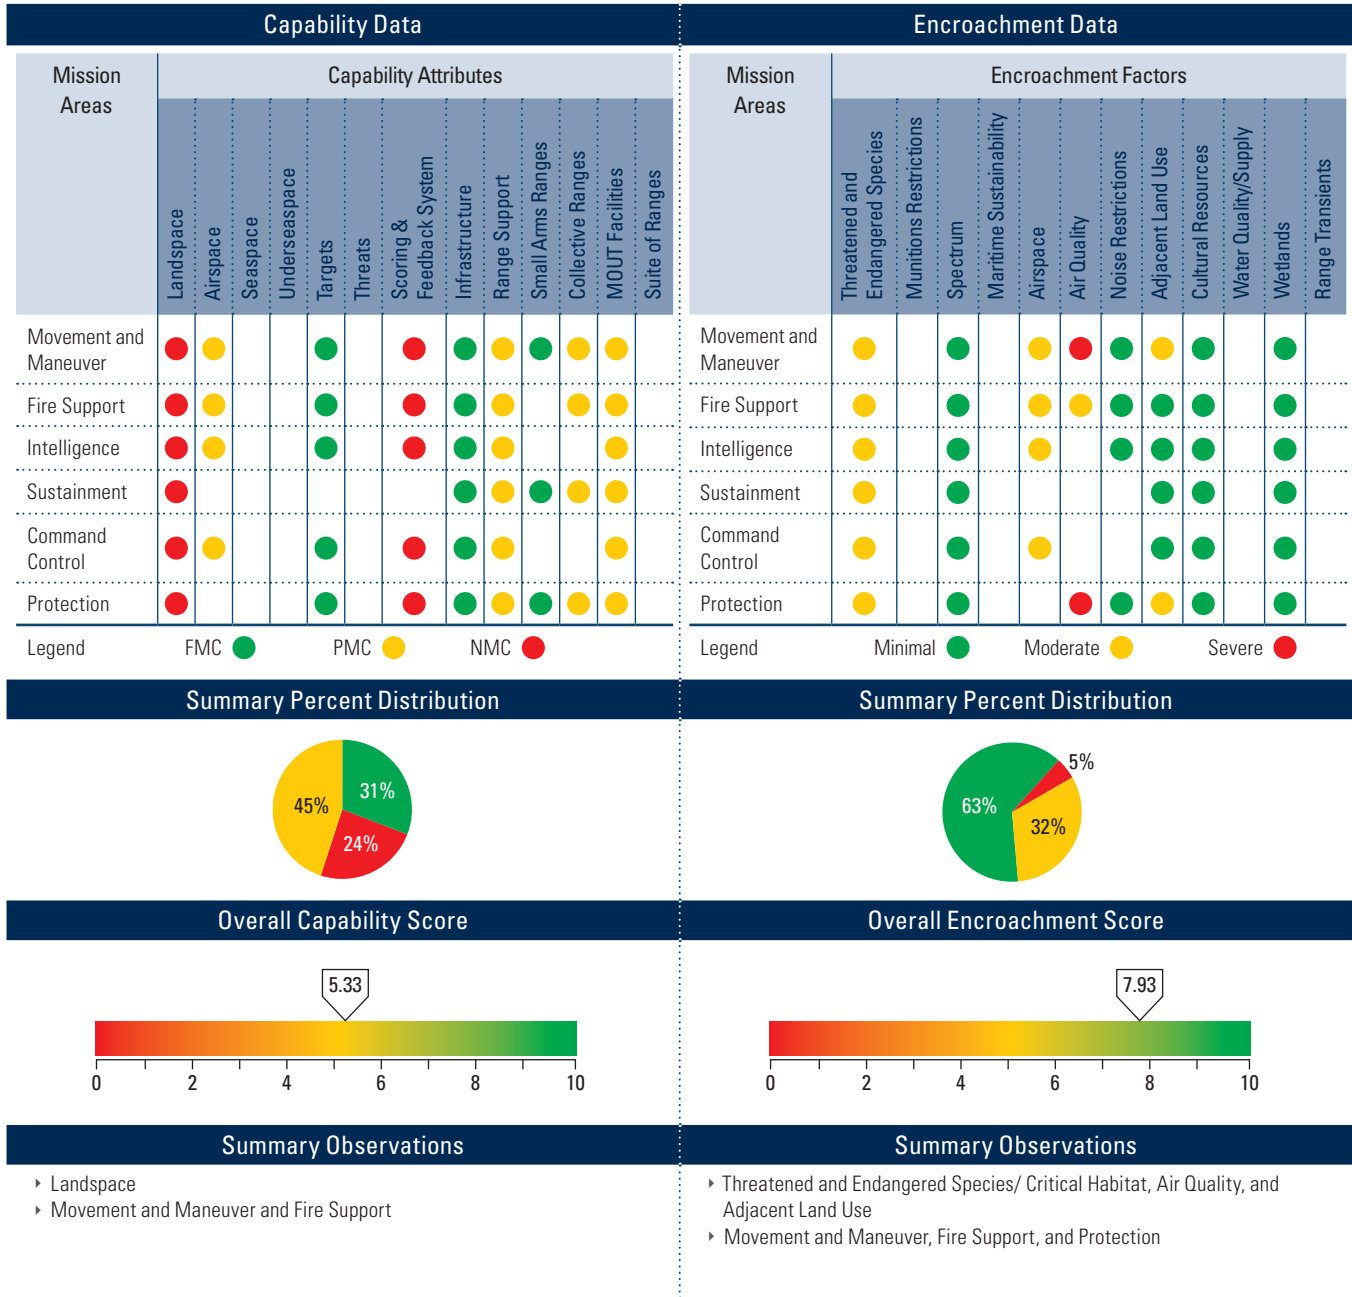 Capability Data
Mission
Areas
Capability Attributes
Landspace
Airspace
Seaspace
Underseaspace
Targets
Threats
Scoring &
Feedback System
Infrastructure
Range Support
Small Arms Ranges
Collective Ranges
MOUT Facilities
Suite of Ranges
Movement and
Maneuver
Fire Support
Intelligence
Sustainment
Command
Control
Protection
Legend
FMC
PMC
NMC
Summary Percent Distribution
31%
45%
24%
Overall Capability Score
5.33
0
2
4
6
8
10
Summary Observations
‣ Landspace
‣ Movement and Maneuver and Fire Support
Encroachment Data
Mission
Areas
Encroachment Factors
Threatened and
Endangered Species
Munitions Restrictions
Spectrum
Maritime Sustainability
Airspace
Air Quality
Noise Restrictions
Adjacent Land Use
Cultural Resources
Water Quality/Supply
Wetlands
Range Transients
Movement and
Maneuver
Fire Support
Intelligence
Sustainment
Command
Control
Protection
Legend
Minimal
Moderate
Severe
Summary Percent Distribution
5%
63%
32%
Overall Encroachment Score
7.93
0
2
4
6
8
10
Summary Observations
‣ Threatened and Endangered Species/ Critical Habitat, Air Quality, and
Adjacent Land Use
‣ Movement and Maneuver, Fire Support, and Protection